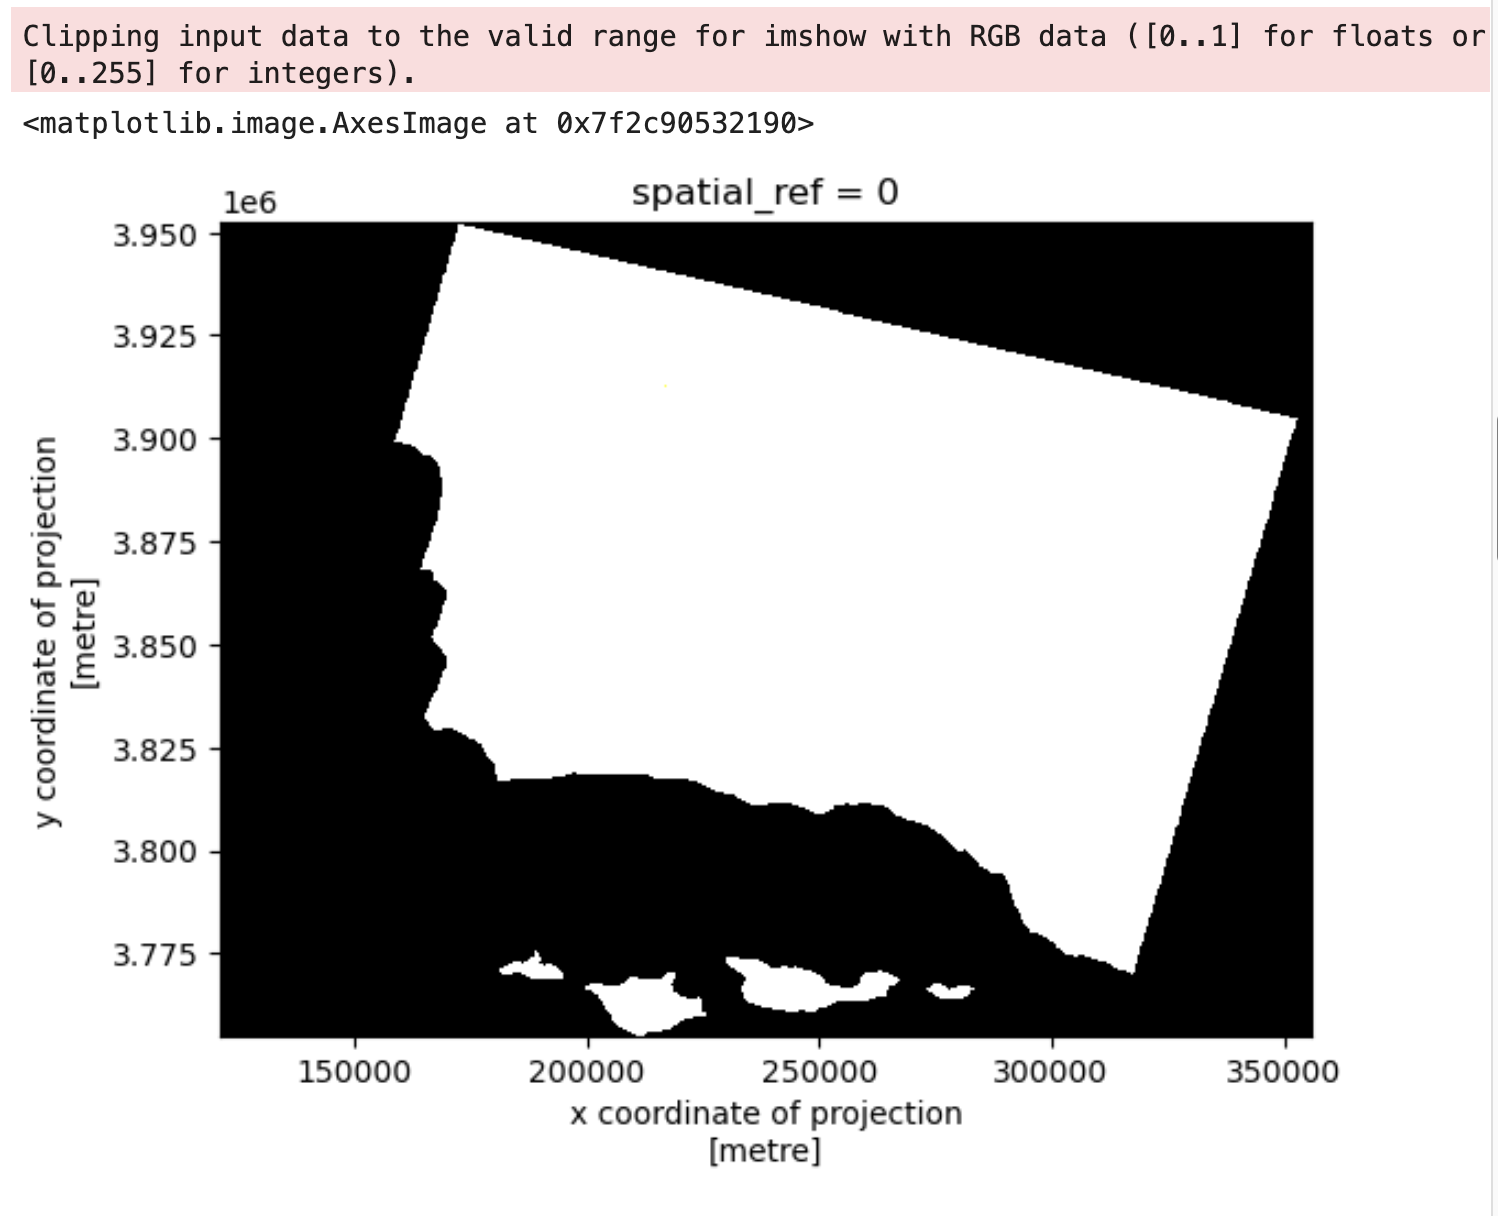 Clipping input data to the valid range for imshow with RGB data ([0..1] for floats or
[0..255] for integers).
<matplotlib.image.AxesImage at 0x7f2c90532190>
spatial_ref = 0
1e6
3.950
3.925
3.900
3.875
3.850
3.825
3.800
3.775
y coordinate of projection
[metre]
150000 200000 250000 300000 350000
x coordinate of projection
[metre]